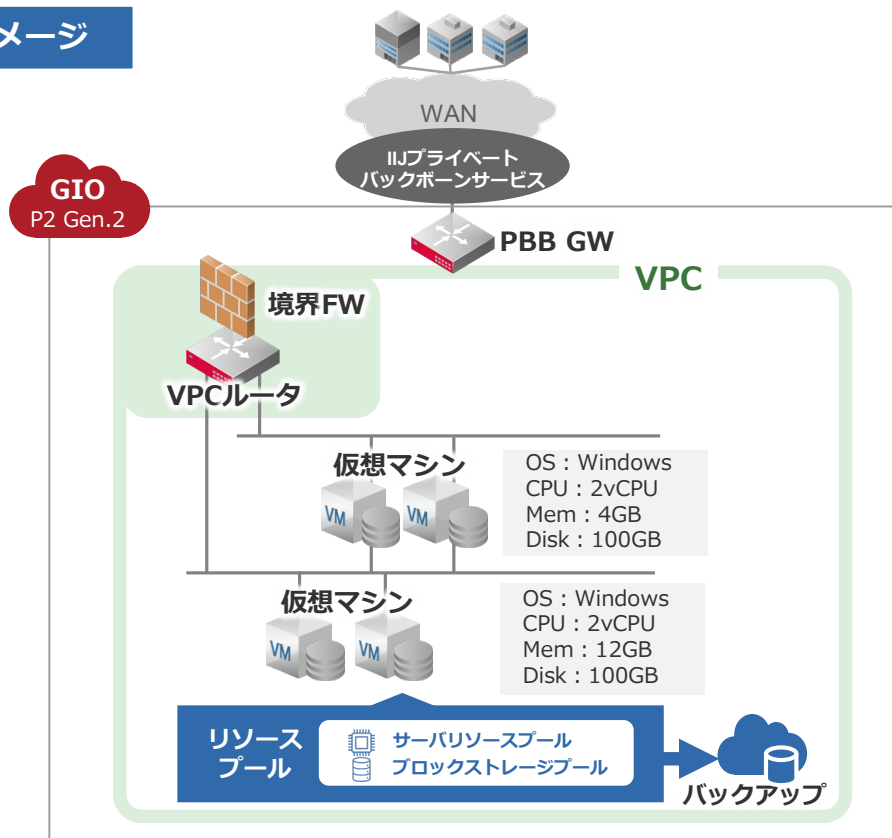 メージ
WAN
IIJプライベート
バックボーンサービス
GIO
P2 Gen.2
PBB GW
VPC
境界FW
VPCルータ
仮想マシン
OS：Windows
CPU：2vCPU
Mem：4GB
Disk：100GB
VM
VM
仮想マシン
OS：Windows
CPU：2vCPU
Mem：12GB
Disk：100GB
VM
VM
リソース
プール
サーバリソースプール
ブロックストレージプール
バックアップ